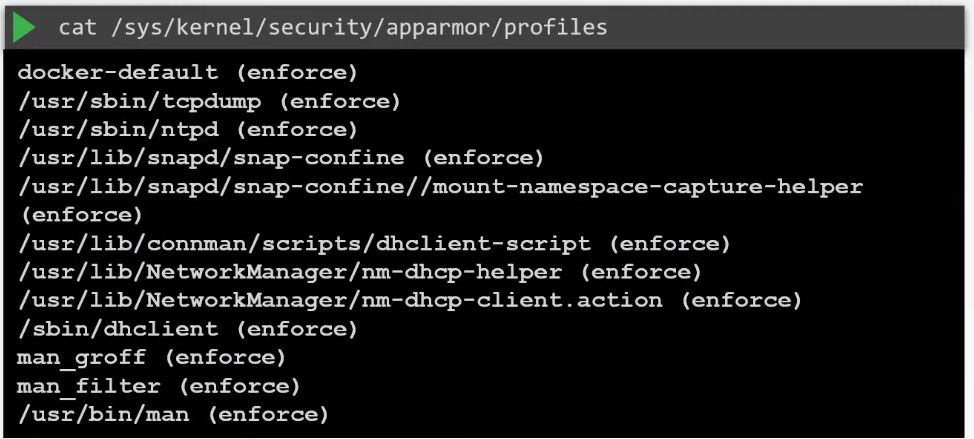 cat /sys/kernel/security/apparmor/profiles
docker-default (enforce)
/usr/sbin/tcpdump (enforce)
/usr/sbin/ntpd (enforce)
/usr/lib/snapd/snap-confine (enforce)
/usr/lib/snapd/snap-confine//mount-namespace-capture-helper
(enforce)
/usr/lib/connman/scripts/dhclient-script (enforce)
/usr/lib/NetworkManager/nm-dhcp-helper (enforce)
/usr/lib/NetworkManager/nm-dhcp-client.action (enforce)
/sbin/dhclient (enforce)
man_groff (enforce)
man_filter (enforce)
/usr/bin/man (enforce)